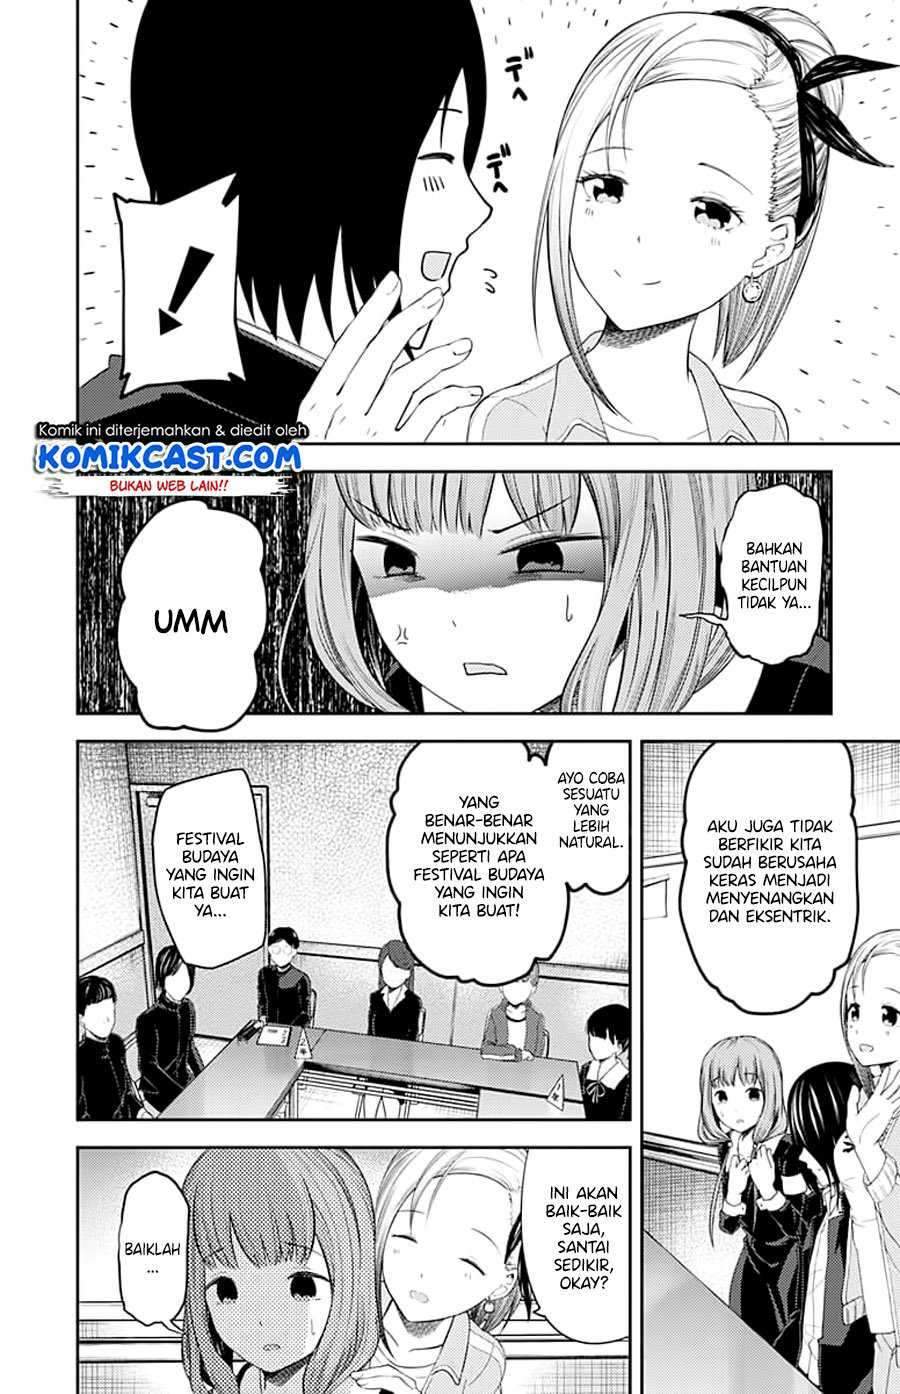 デヘ
デヘ
!
Komik ini diterjemahkan & diedit oleh
KOMIKCAST.COM
BUKAN WEB LAIN!!
BAHKAN
BANTUAN
KECILPUN
TIDAK YA...
UMM
AKU JUGA TIDAK
BERFIKIR KITA
SUDAH BERUSAHA
KERAS MENJADI
MENYENANGKAN
DAN EKSENTRIK.
AYO COBA
SESUATU
YANG
LEBIH
NATURAL.
YANG
BENAR-BENAR
MENUNJUKKAN
SEPERTI APA
FESTIVAL BUDAYA
YANG INGIN
KITA BUAT!
FESTIVAL
BUDAYA
YANG INGIN
KITA BUAT
YA...
INI AKAN
BAIK-BAIK
SAJA,
SANTAI
SEDIKIR,
OKAY?
BAIKLAH
...